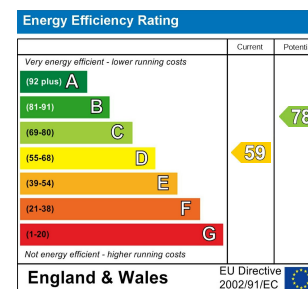 Energy Efficiency Rating
Current Potenti
Very energy efficient - lower running costs
(92 plus) A
(81-91) B
78
(69-80) C
(55-68) D
59
(39-54) E
(21-38) F
(1-20) G
Not energy efficient - higher running costs
England & Wales
EU Directive
2002/91/EC